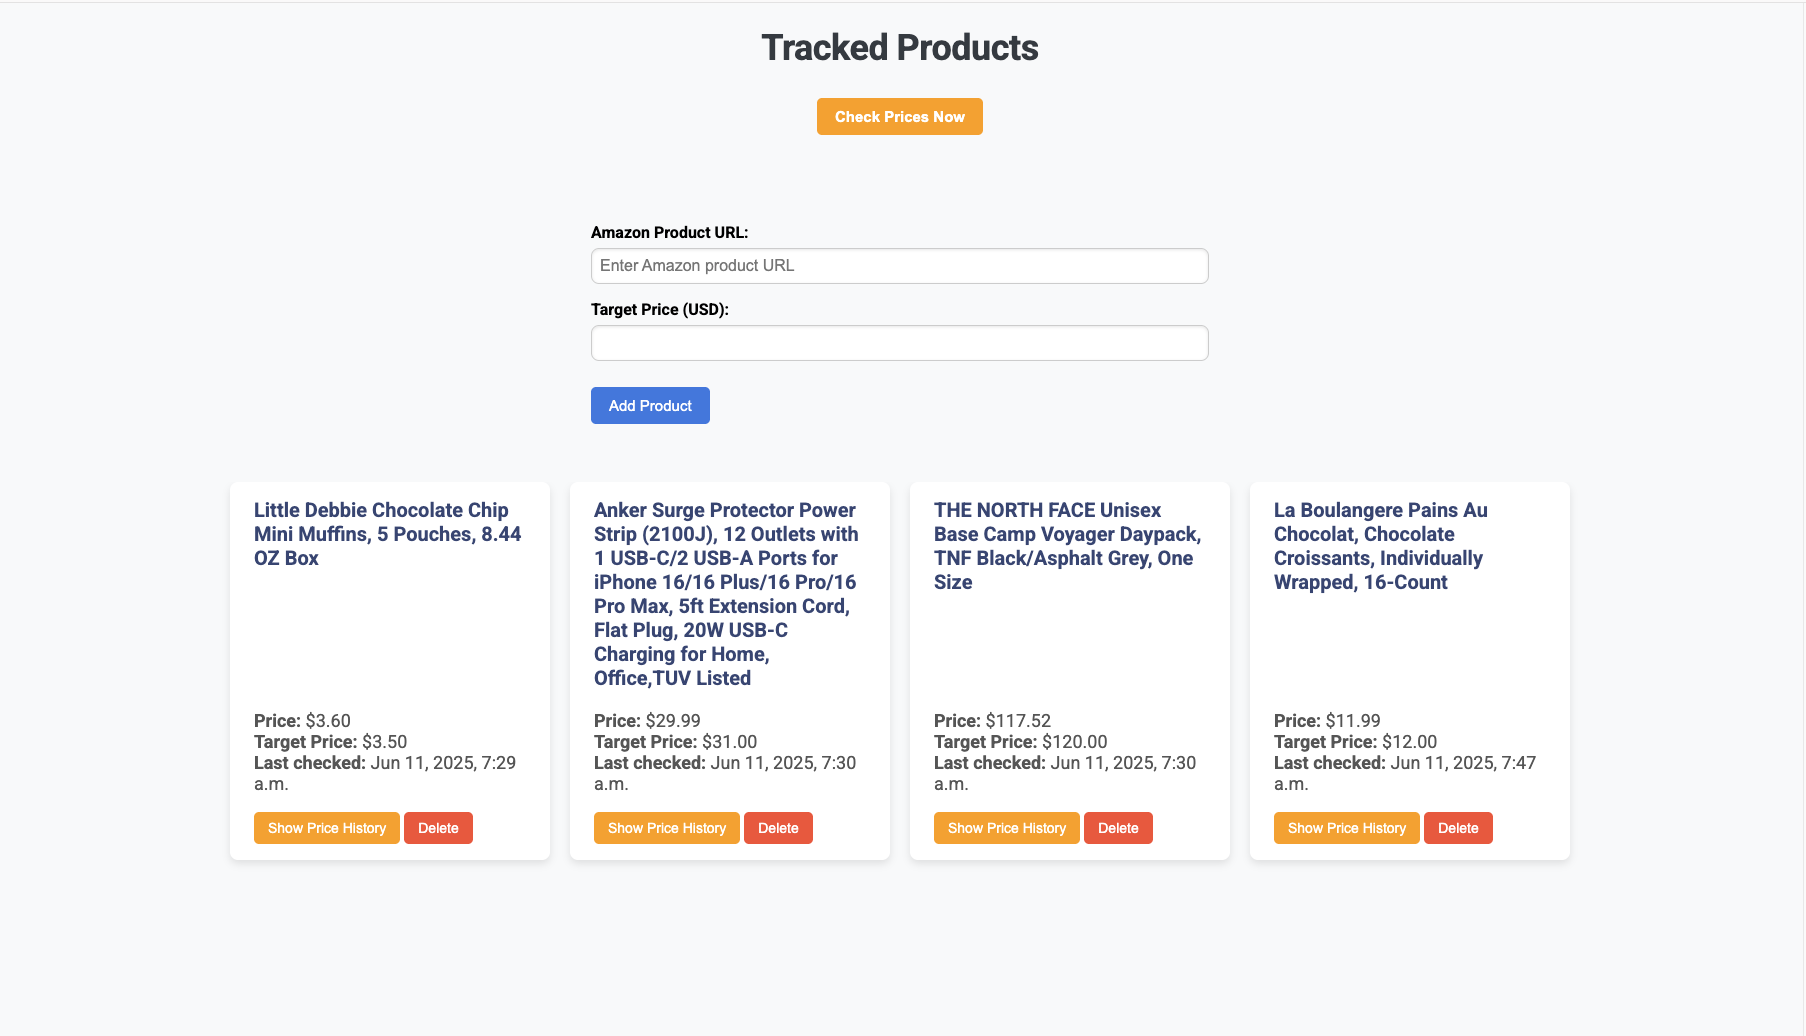 Tracked Products
Check Prices Now
Amazon Product URL:
Enter Amazon product URL
Target Price (USD):
Add Product
Little Debbie Chocolate Chip
Mini Muffins, 5 Pouches, 8.44
OZ Box
Price: $3.60
Target Price: $3.50
Last checked: Jun 11, 2025, 7:29
a.m.
Show Price History
Delete
Anker Surge Protector Power
Strip (2100J), 12 Outlets with
1 USB-C/2 USB-A Ports for
iPhone 16/16 Plus/16 Pro/16
Pro Max, 5ft Extension Cord,
Flat Plug, 20W USB-C
Charging for Home,
Office,TUV Listed
Price: $29.99
Target Price: $31.00
Last checked: Jun 11, 2025, 7:30
a.m.
Show Price History
Delete
THE NORTH FACE Unisex
Base Camp Voyager Daypack,
TNF Black/Asphalt Grey, One
Size
Price: $117.52
Target Price: $120.00
Last checked: Jun 11, 2025, 7:30
a.m.
Show Price History
Delete
La Boulangere Pains Au
Chocolat, Chocolate
Croissants, Individually
Wrapped, 16-Count
Price: $11.99
Target Price: $12.00
Last checked: Jun 11, 2025, 7:47
a.m.
Show Price History
Delete